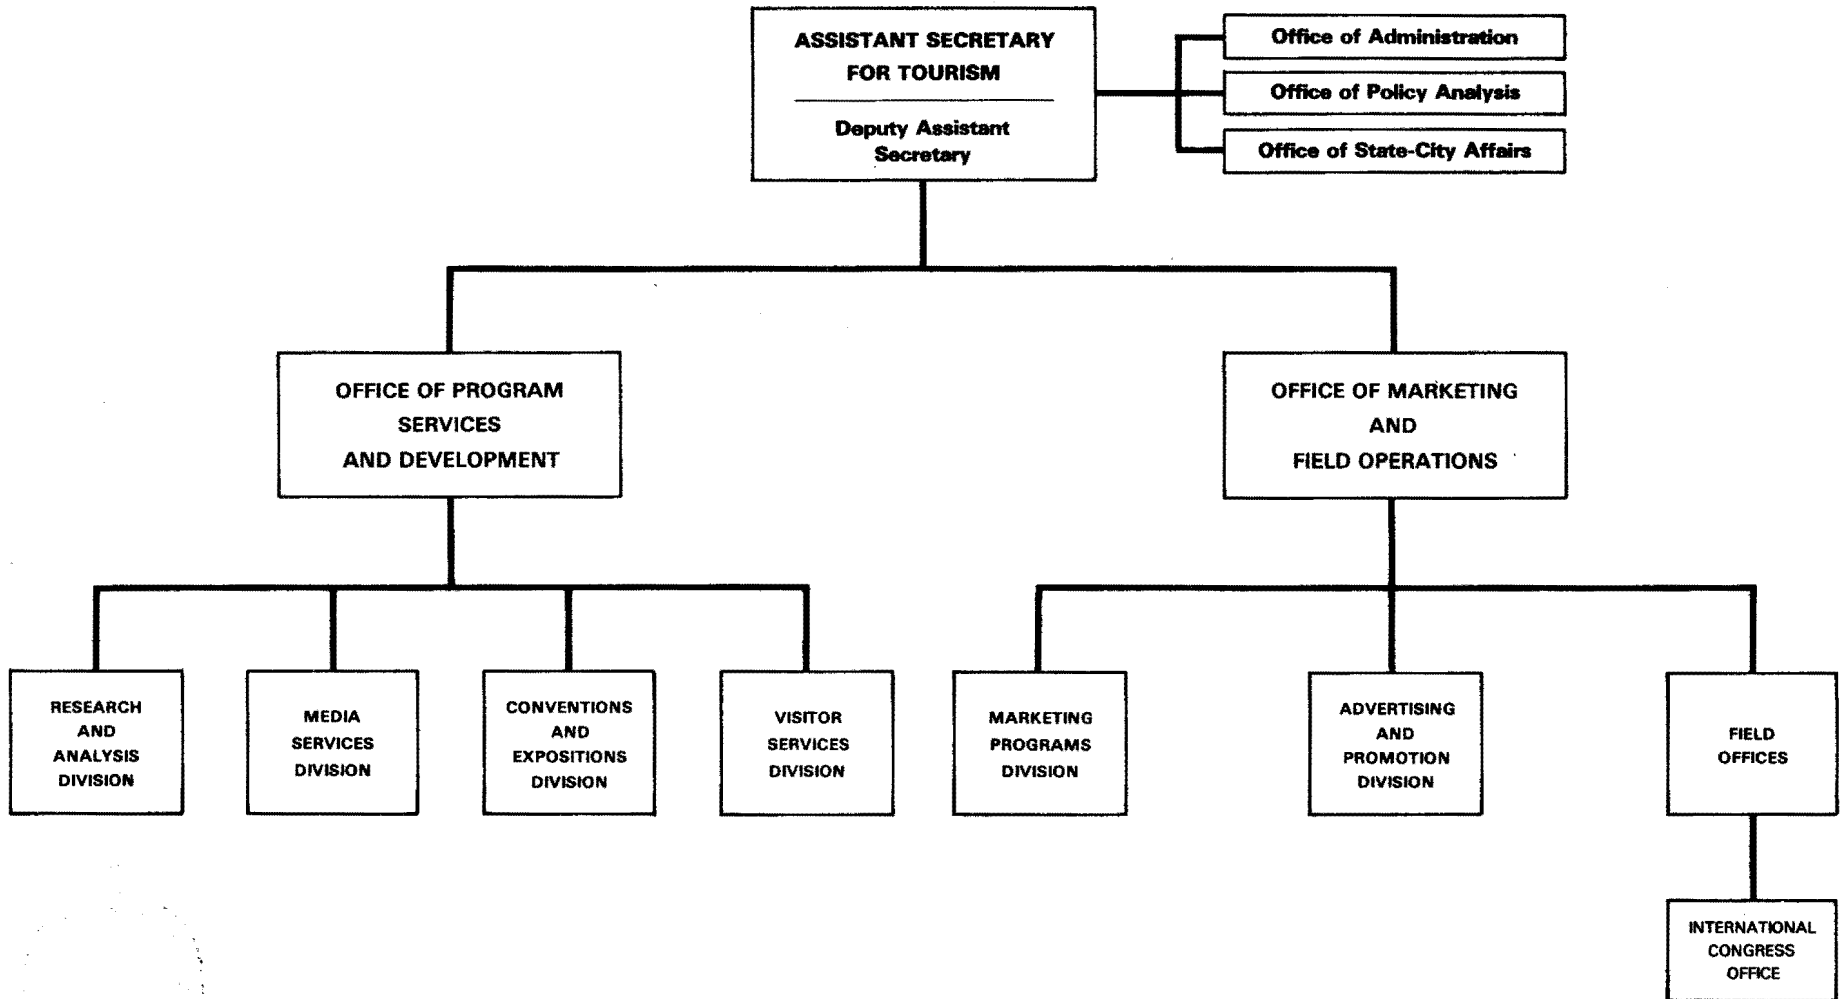 ASSISTANT SECRETARY
FOR TOURISM
Deputy Assistant
Secretary
Office of Administration
Office of Policy Analysis
Office of State-City Affairs
OFFICE OF PROGRAM
SERVICES
AND DEVELOPMENT
OFFICE OF MARKETING
AND
FIELD OPERATIONS
RESEARCH
AND
ANALYSIS
DIVISION
MEDIA
SERVICES
DIVISION
CONVENTIONS
AND
EXPOSITIONS
DIVISION
VISITOR
SERVICES
DIVISION
MARKETING
PROGRAMS
DIVISION
ADVERTISING
AND
PROMOTION
DIVISION
FIELD
OFFICES
INTERNATIONAL
CONGRESS
OFFICE